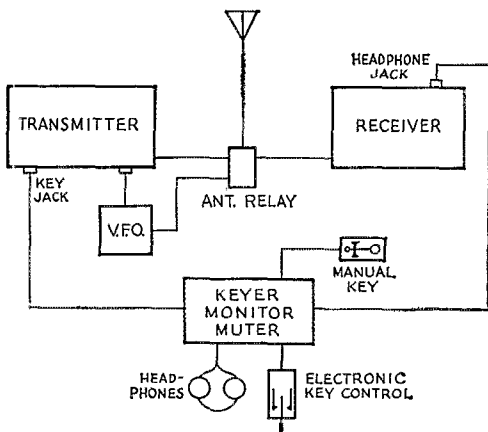 HEADPHONE
JACK
TRANSMITTER
RECEIVER
KEY
JACK
ANT. RELAY
V.F.O.
MANUAL
KEY
KEYER
MONITOR
MUTER
HEAD-
PHONES
ELECTRONIC
KEY CONTROL